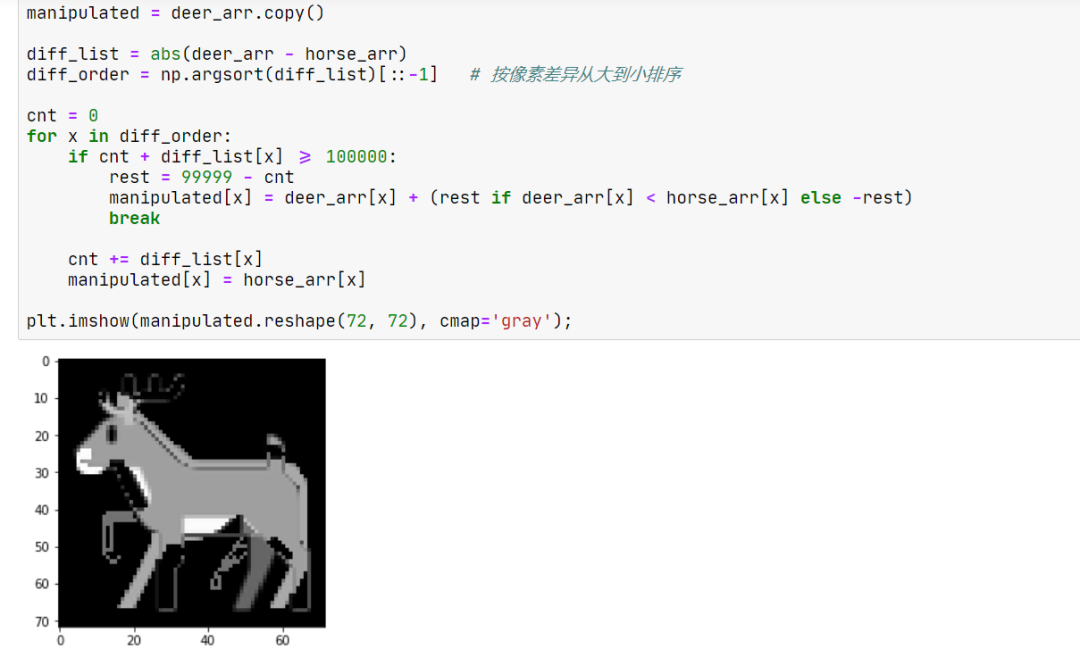 manipulated = deer_arr.copy()
diff_list = abs(deer_arr - horse_arr)
diff_order = np.argsort(diff_list)[::-1]   # 按像素差异从大到小排序
cnt = 0
for x in diff_order:
    if cnt + diff_list[x] ⩾ 100000:
        rest = 99999 - cnt
        manipulated[x] = deer_arr[x] + (rest if deer_arr[x] < horse_arr[x] else -rest)
        break
    cnt += diff_list[x]
    manipulated[x] = horse_arr[x]
plt.imshow(manipulated.reshape(72, 72), cmap='gray');
0
10
20
30
40
50
60
70
0 20 40 60